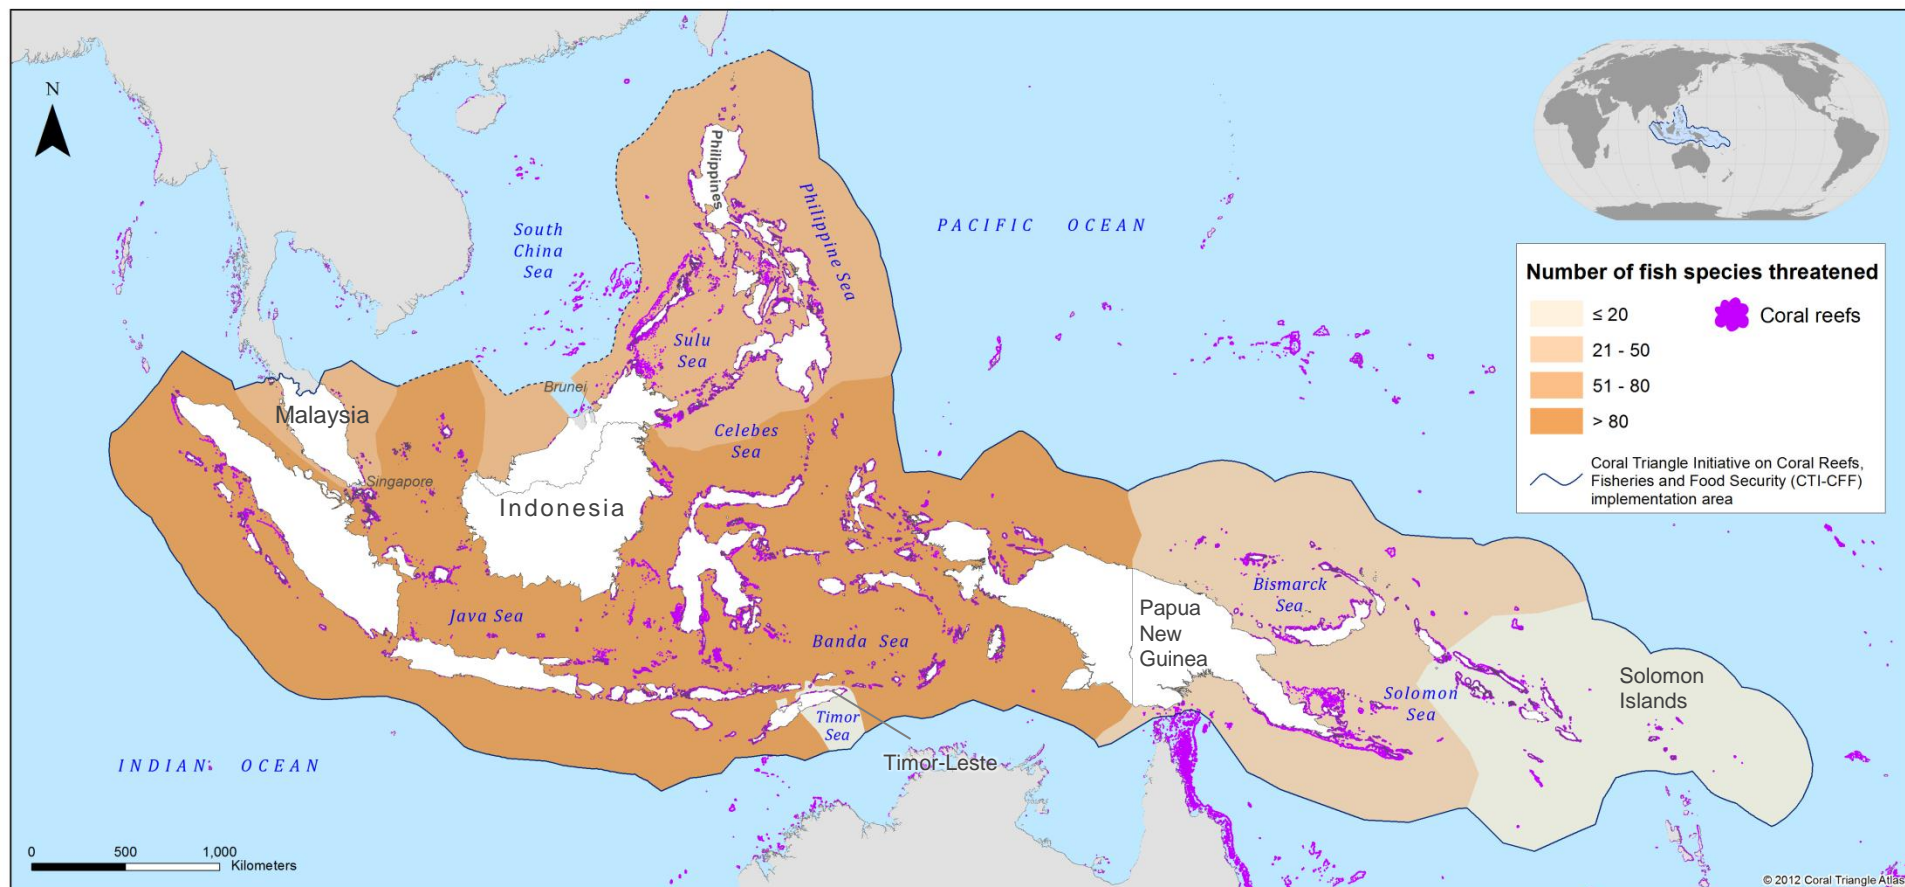 N
Philippines
Philippine Sea
PACIFIC OCEAN
South
China
Sea
Sulu
Sea
Brunei
Malaysia
Celebes
Sea
Singapore
Indonesia
Java Sea
Banda Sea
Timor
Sea
Timor-Leste
Papua
New
Guinea
Bismarck
Sea
Solomon
Sea
Solomon
Islands
INDIAN OCEAN
Number of fish species threatened
≤ 20
Coral reefs
21 - 50
51 - 80
> 80
Coral Triangle Initiative on Coral Reefs,
Fisheries and Food Security (CTI-CFF)
implementation area
0 500 1,000
Kilometers
© 2012 Coral Triangle Atlas